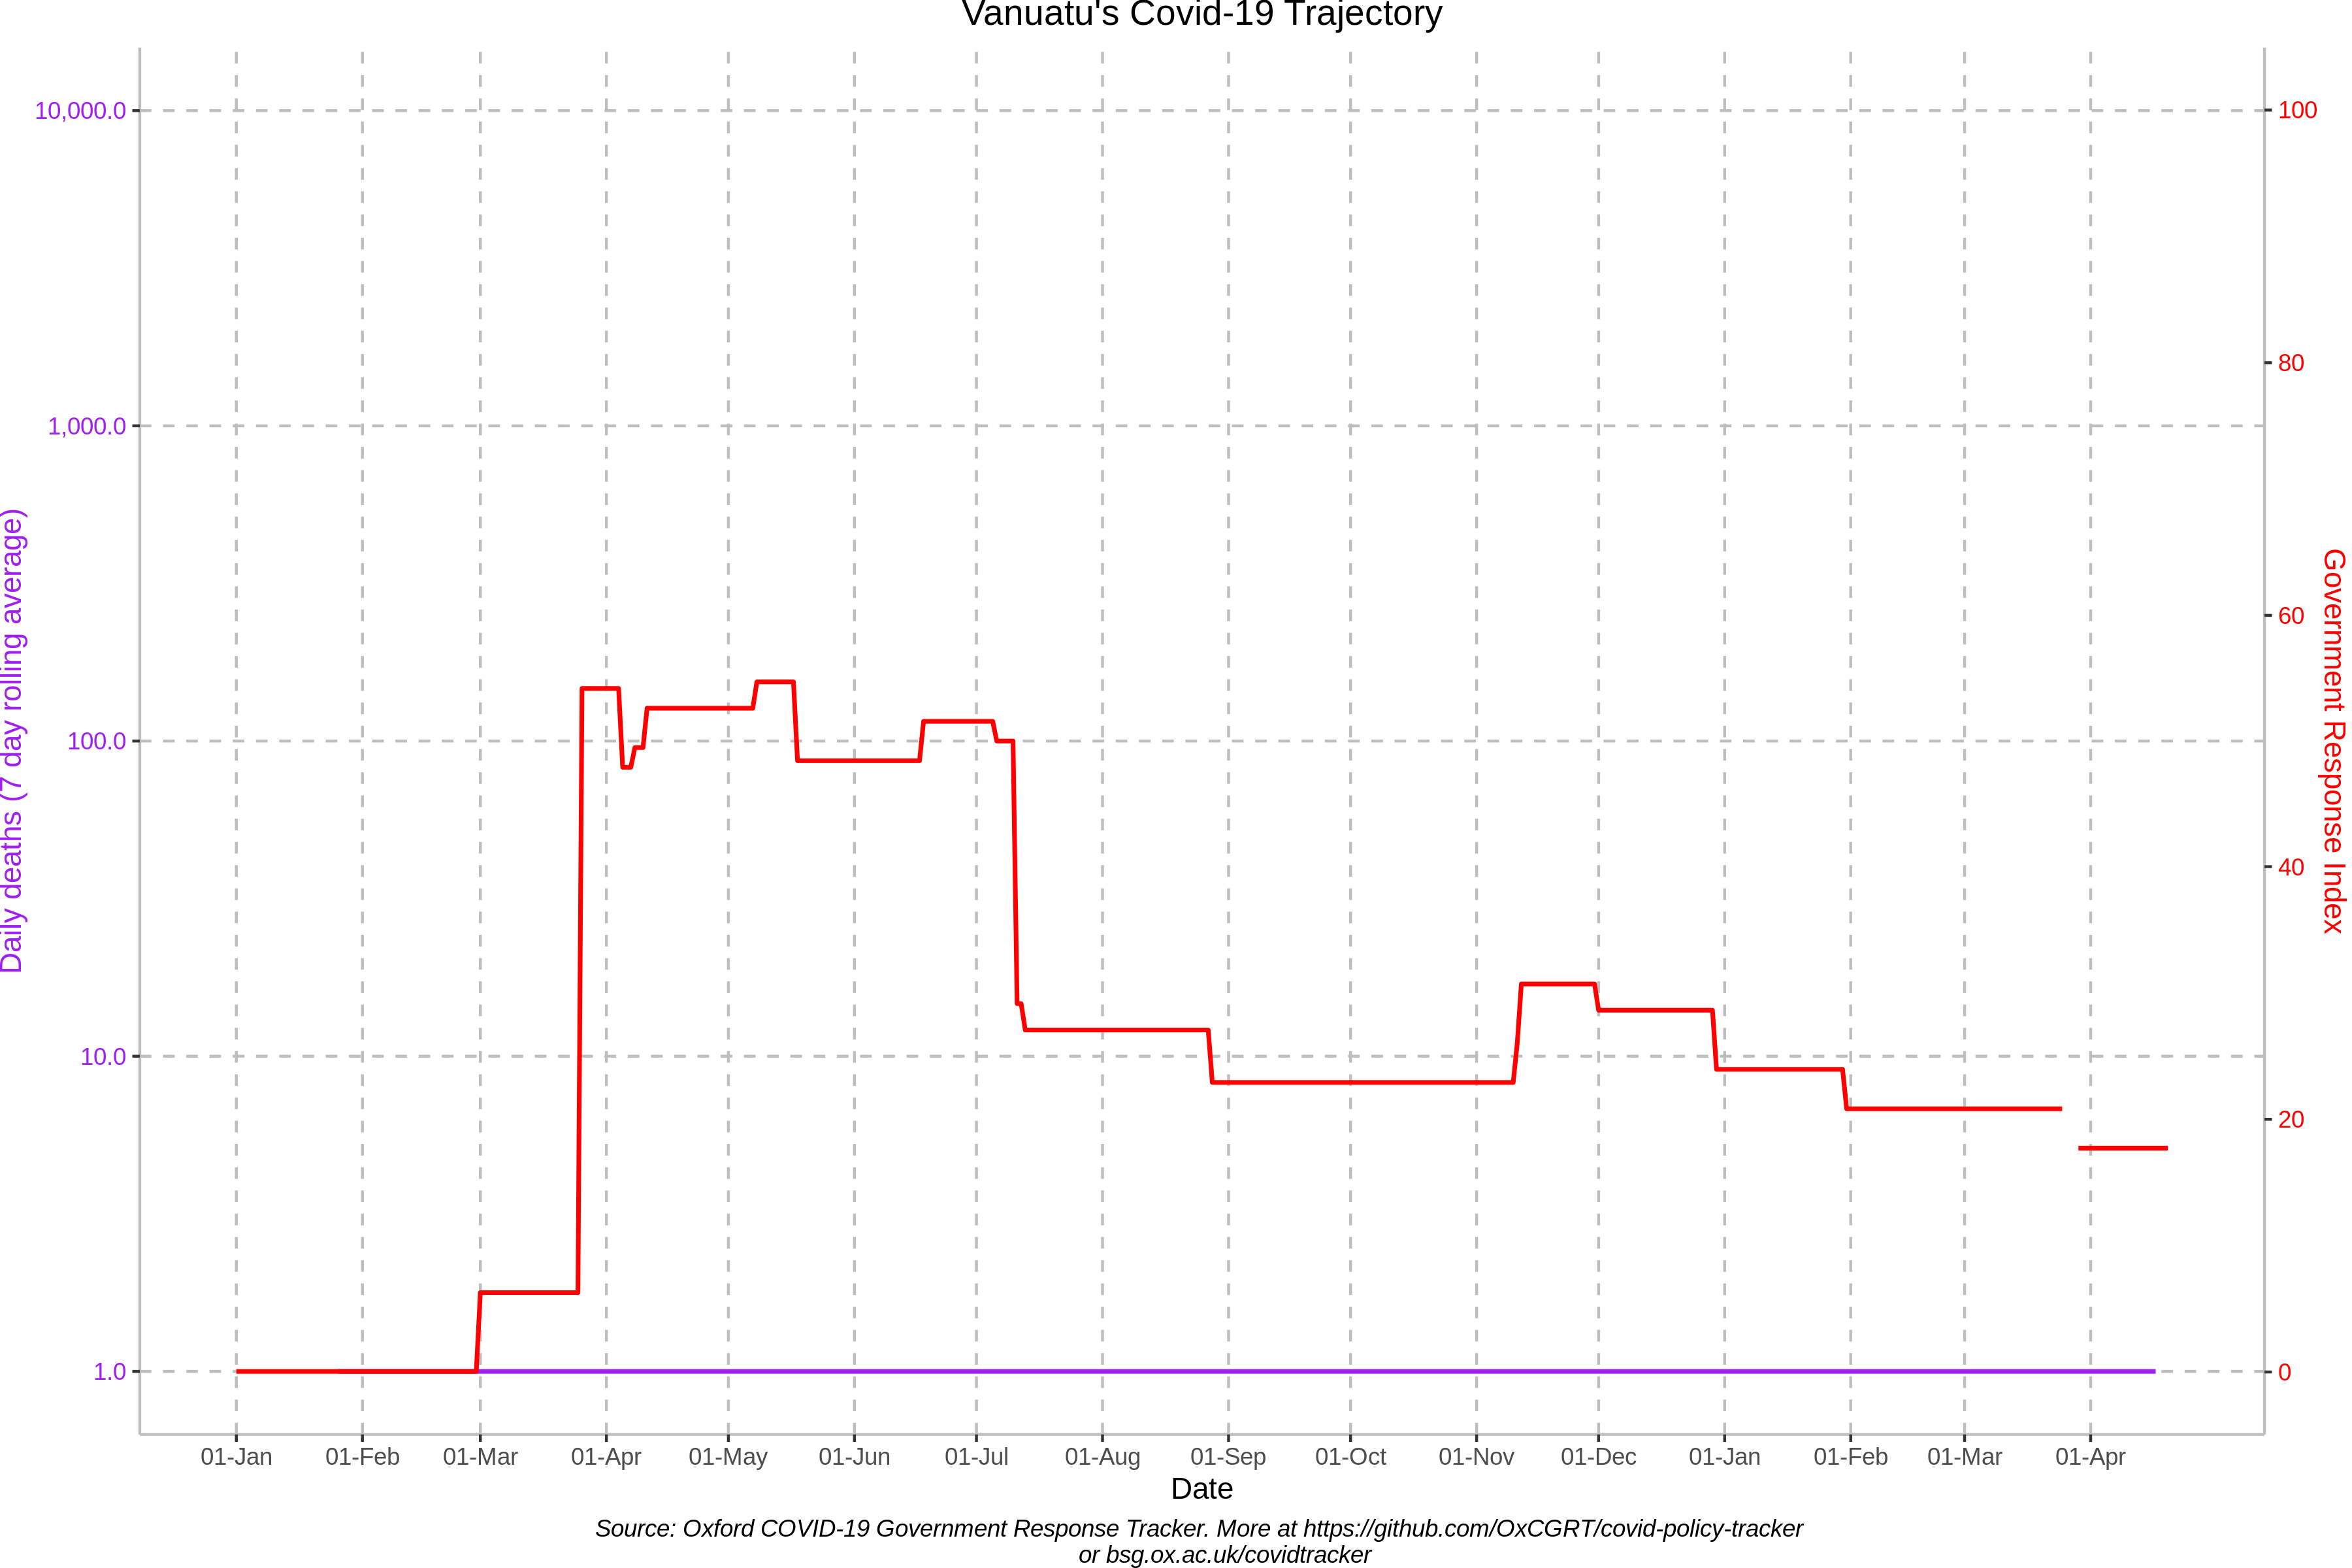 Vanuatu's Covid-19 Trajectory
10,000.0
1,000.0
100.0
10.0
1.0
Daily deaths (7 day rolling average)
100
80
60
40
20
0
Government Response Index
01-Jan 01-Feb 01-Mar 01-Apr 01-May 01-Jun 01-Jul 01-Aug 01-Sep 01-Oct 01-Nov 01-Dec 01-Jan 01-Feb 01-Mar 01-Apr
Date
Source: Oxford COVID-19 Government Response Tracker. More at https://github.com/OxCGRT/covid-policy-tracker
or bsg.ox.ac.uk/covidtracker